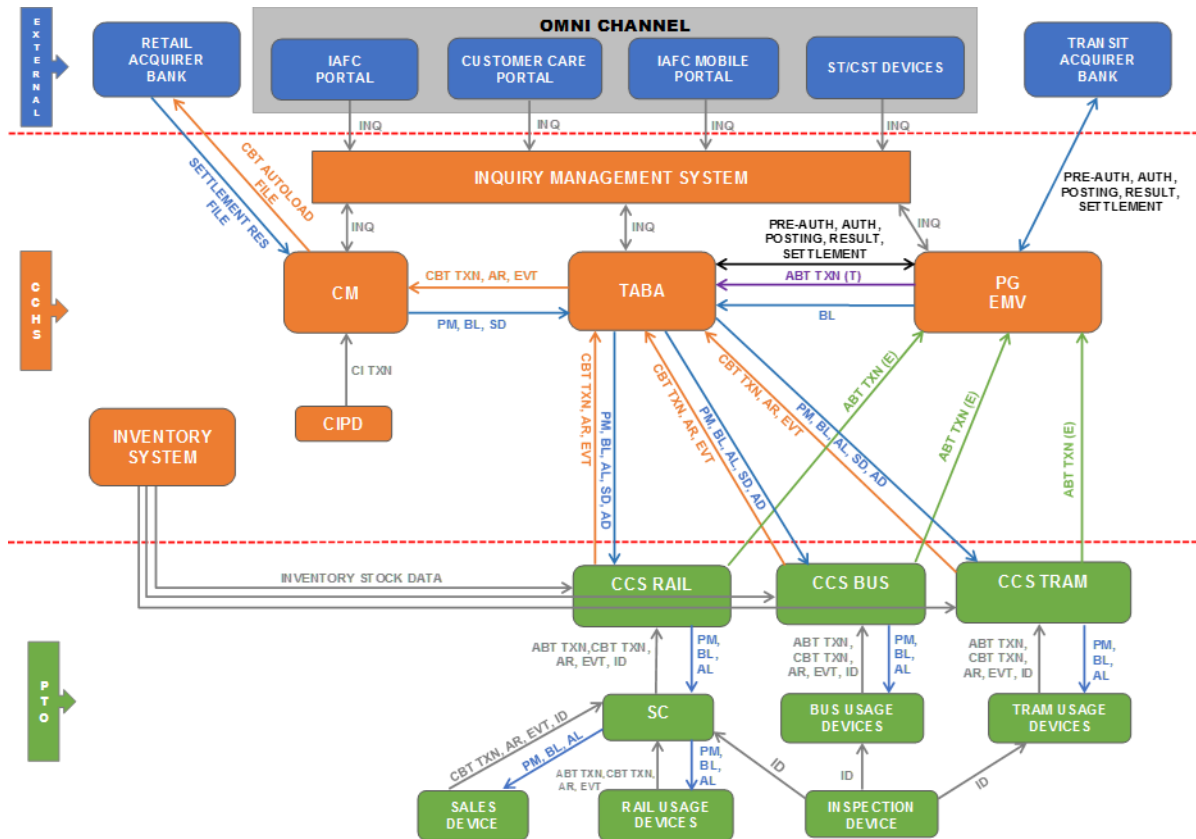 EXTERNAL
OMNI CHANNEL
RETAIL
ACQUIRER
BANK
IAFC
PORTAL
CUSTOMER CARE
PORTAL
IAFC MOBILE
PORTAL
ST/CST DEVICES
TRANSIT
ACQUIRER
BANK
INQ
INQ
INQ
INQ
CBT AUTOLOAD
FILE
SETTLEMENT RES
FILE
INQUIRY MANAGEMENT SYSTEM
PRE-AUTH, AUTH,
POSTING, RESULT,
SETTLEMENT
INQ
INQ
INQ
PRE-AUTH, AUTH,
POSTING, RESULT,
SETTLEMENT
CCHS
CM
CBT TXN, AR, EVT
PM, BL, SD
TABA
ABT TXN (T)
BL
PG
EMV
CI TXN
CIPD
INVENTORY
SYSTEM
CBT TXN, AR, EVT
PM, BL, AL, SD, AD
CBT TXN, AR, EVT
PM, BL, AL, SD, AD
CBT TXN, AR, EVT
PM, BL, AL, SD, AD
ABT TXN (E)
ABT TXN (E)
ABT TXN (E)
INVENTORY STOCK DATA
CCS RAIL
CCS BUS
CCS TRAM
PTO
ABT TXN,CBT TXN,
AR, EVT, ID
PM,
BL,
AL
ABT TXN,
CBT TXN,
AR, EVT, ID
PM,
BL,
AL
ABT TXN,
CBT TXN,
AR, EVT, ID
PM,
BL,
AL
SC
BUS USAGE
DEVICES
TRAM USAGE
DEVICES
CBT TXN, AR, EVT, ID
PM, BL, AL
ABT TXN,CBT TXN,
AR, EVT
PM,
BL,
AL
ID
ID
ID
SALES
DEVICE
RAIL USAGE
DEVICES
INSPECTION
DEVICE